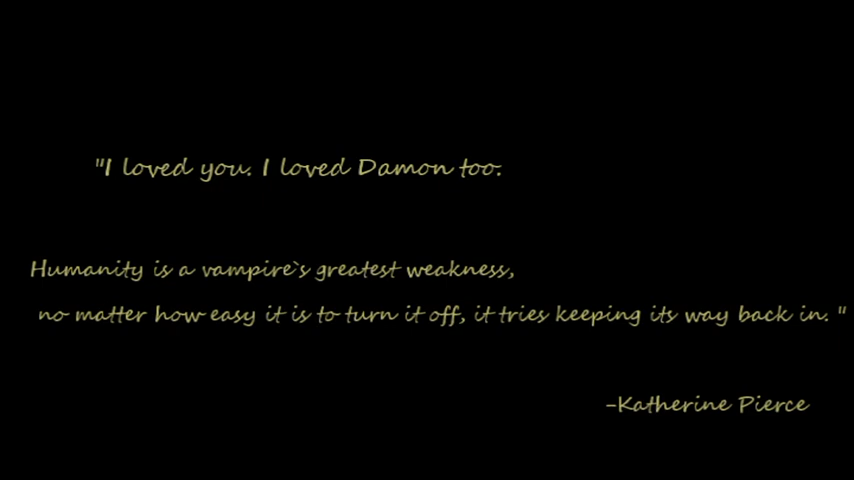 "I loved you. I loved Damon too.
Humanity is a vampire`s greatest weakness,
no matter how easy it is to turn it off, it tries keeping its way back in. "
-Katherine Pierce